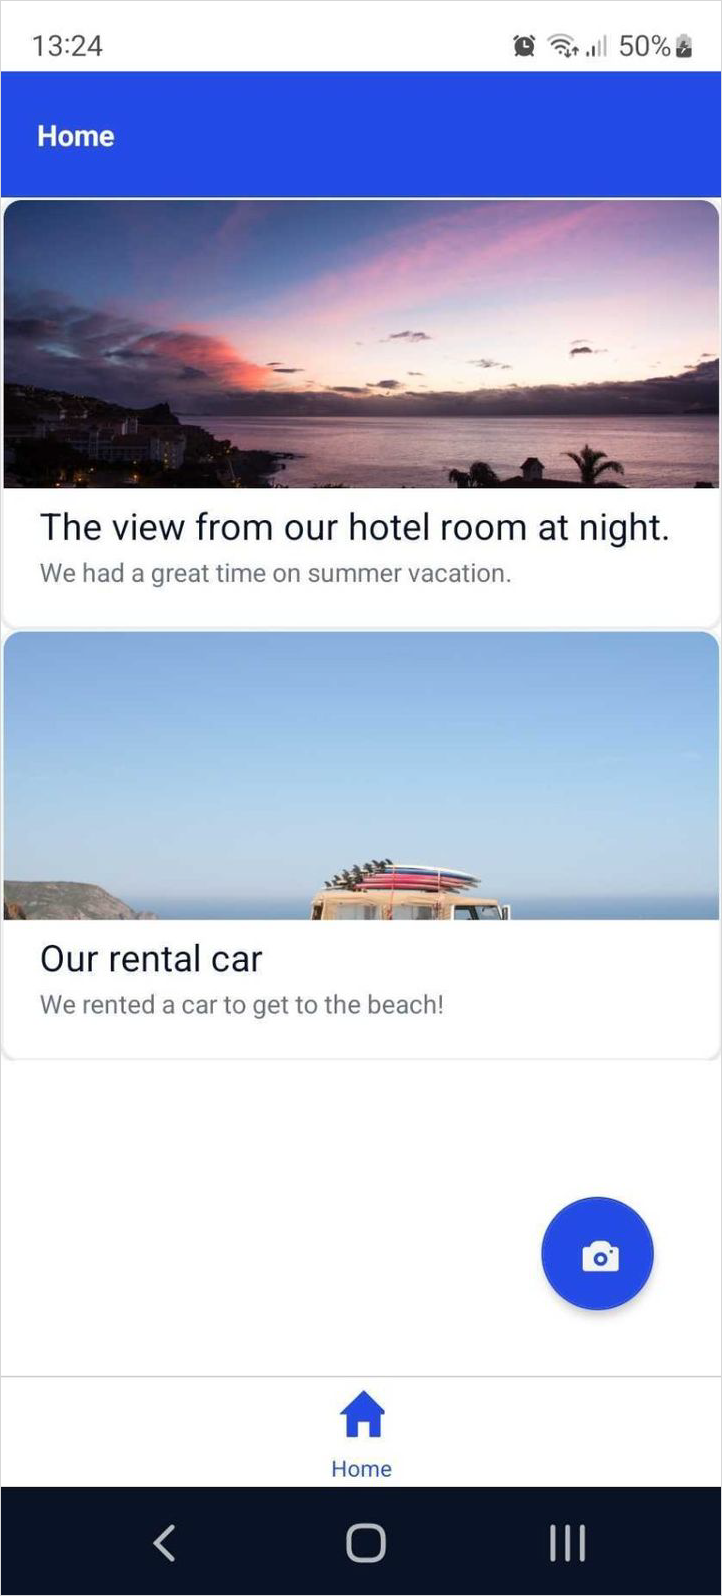 13:24 50%
Home
The view from our hotel room at night.
We had a great time on summer vacation.
Our rental car
We rented a car to get to the beach!
Home